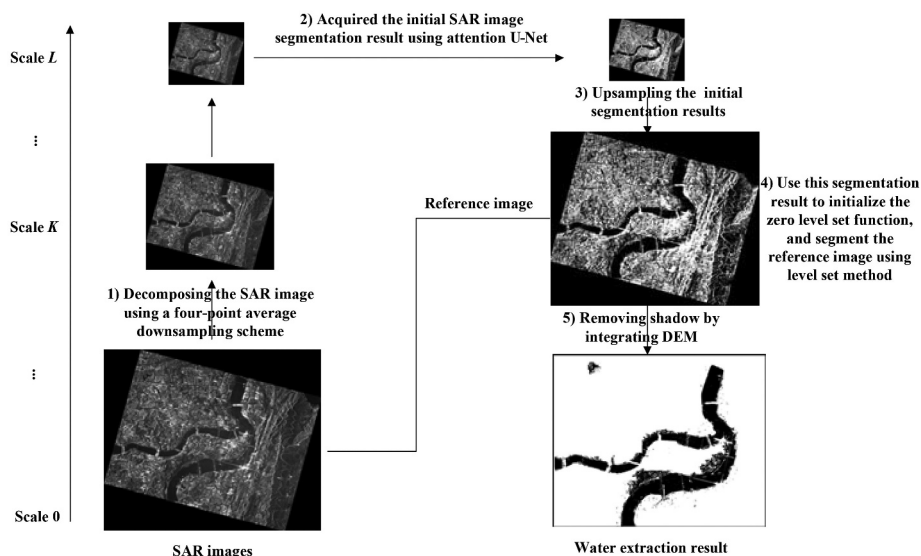 2) Acquired the initial SAR image
segmentation result using attention U-Net
Scale L
3) Upsampling the initial
segmentation results
...
4) Use this segmentation
result to initialize the
zero level set function,
and segment the
reference image using
level set method
Reference image
Scale K
1) Decomposing the SAR image
using a four-point average
downsampling scheme
5) Removing shadow by
integrating DEM
...
Scale 0
SAR images
Water extraction result